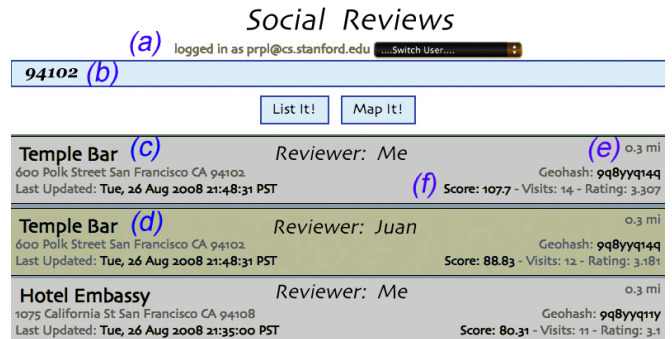 Social Reviews
(a) logged in as prpl@cs.stanford.edu ....Switch User....
94102 (b)
List It! Map It!
Temple Bar (c) Reviewer: Me (e) 0.3 mi
600 Polk Street San Francisco CA 94102 Geohash: 9q8yyq14q
Last Updated: Tue, 26 Aug 2008 21:48:31 PST (f) Score: 107.7 - Visits: 14 - Rating: 3.307
Temple Bar (d) Reviewer: Juan 0.3 mi
600 Polk Street San Francisco CA 94102 Geohash: 9q8yyq14q
Last Updated: Tue, 26 Aug 2008 21:48:31 PST Score: 88.83 - Visits: 12 - Rating: 3.181
Hotel Embassy Reviewer: Me 0.3 mi
1075 California St San Francisco CA 94108 Geohash: 9q8yyq11y
Last Updated: Tue, 26 Aug 2008 21:35:00 PST Score: 80.31 - Visits: 11 - Rating: 3.1